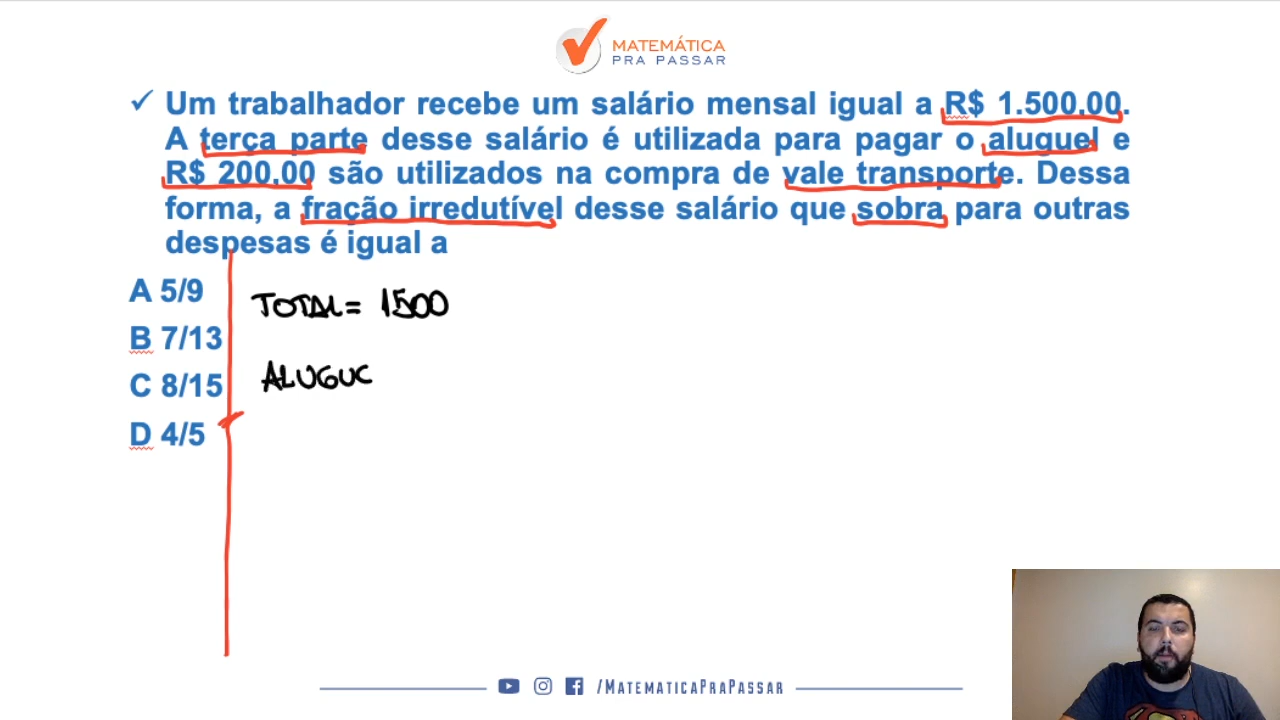 MATEMÁTICA
PRA PASSAR
✓ Um trabalhador recebe um salário mensal igual a R$ 1.500,00.
A terça parte desse salário é utilizada para pagar o aluguel e
R$ 200,00 são utilizados na compra de vale transporte. Dessa
forma, a fração irredutível desse salário que sobra para outras
despesas é igual a
A 5/9
B 7/13
C 8/15
D 4/5
TOTAL = 1500
ALUGUE
/MATEMATICAPRAPASSAR